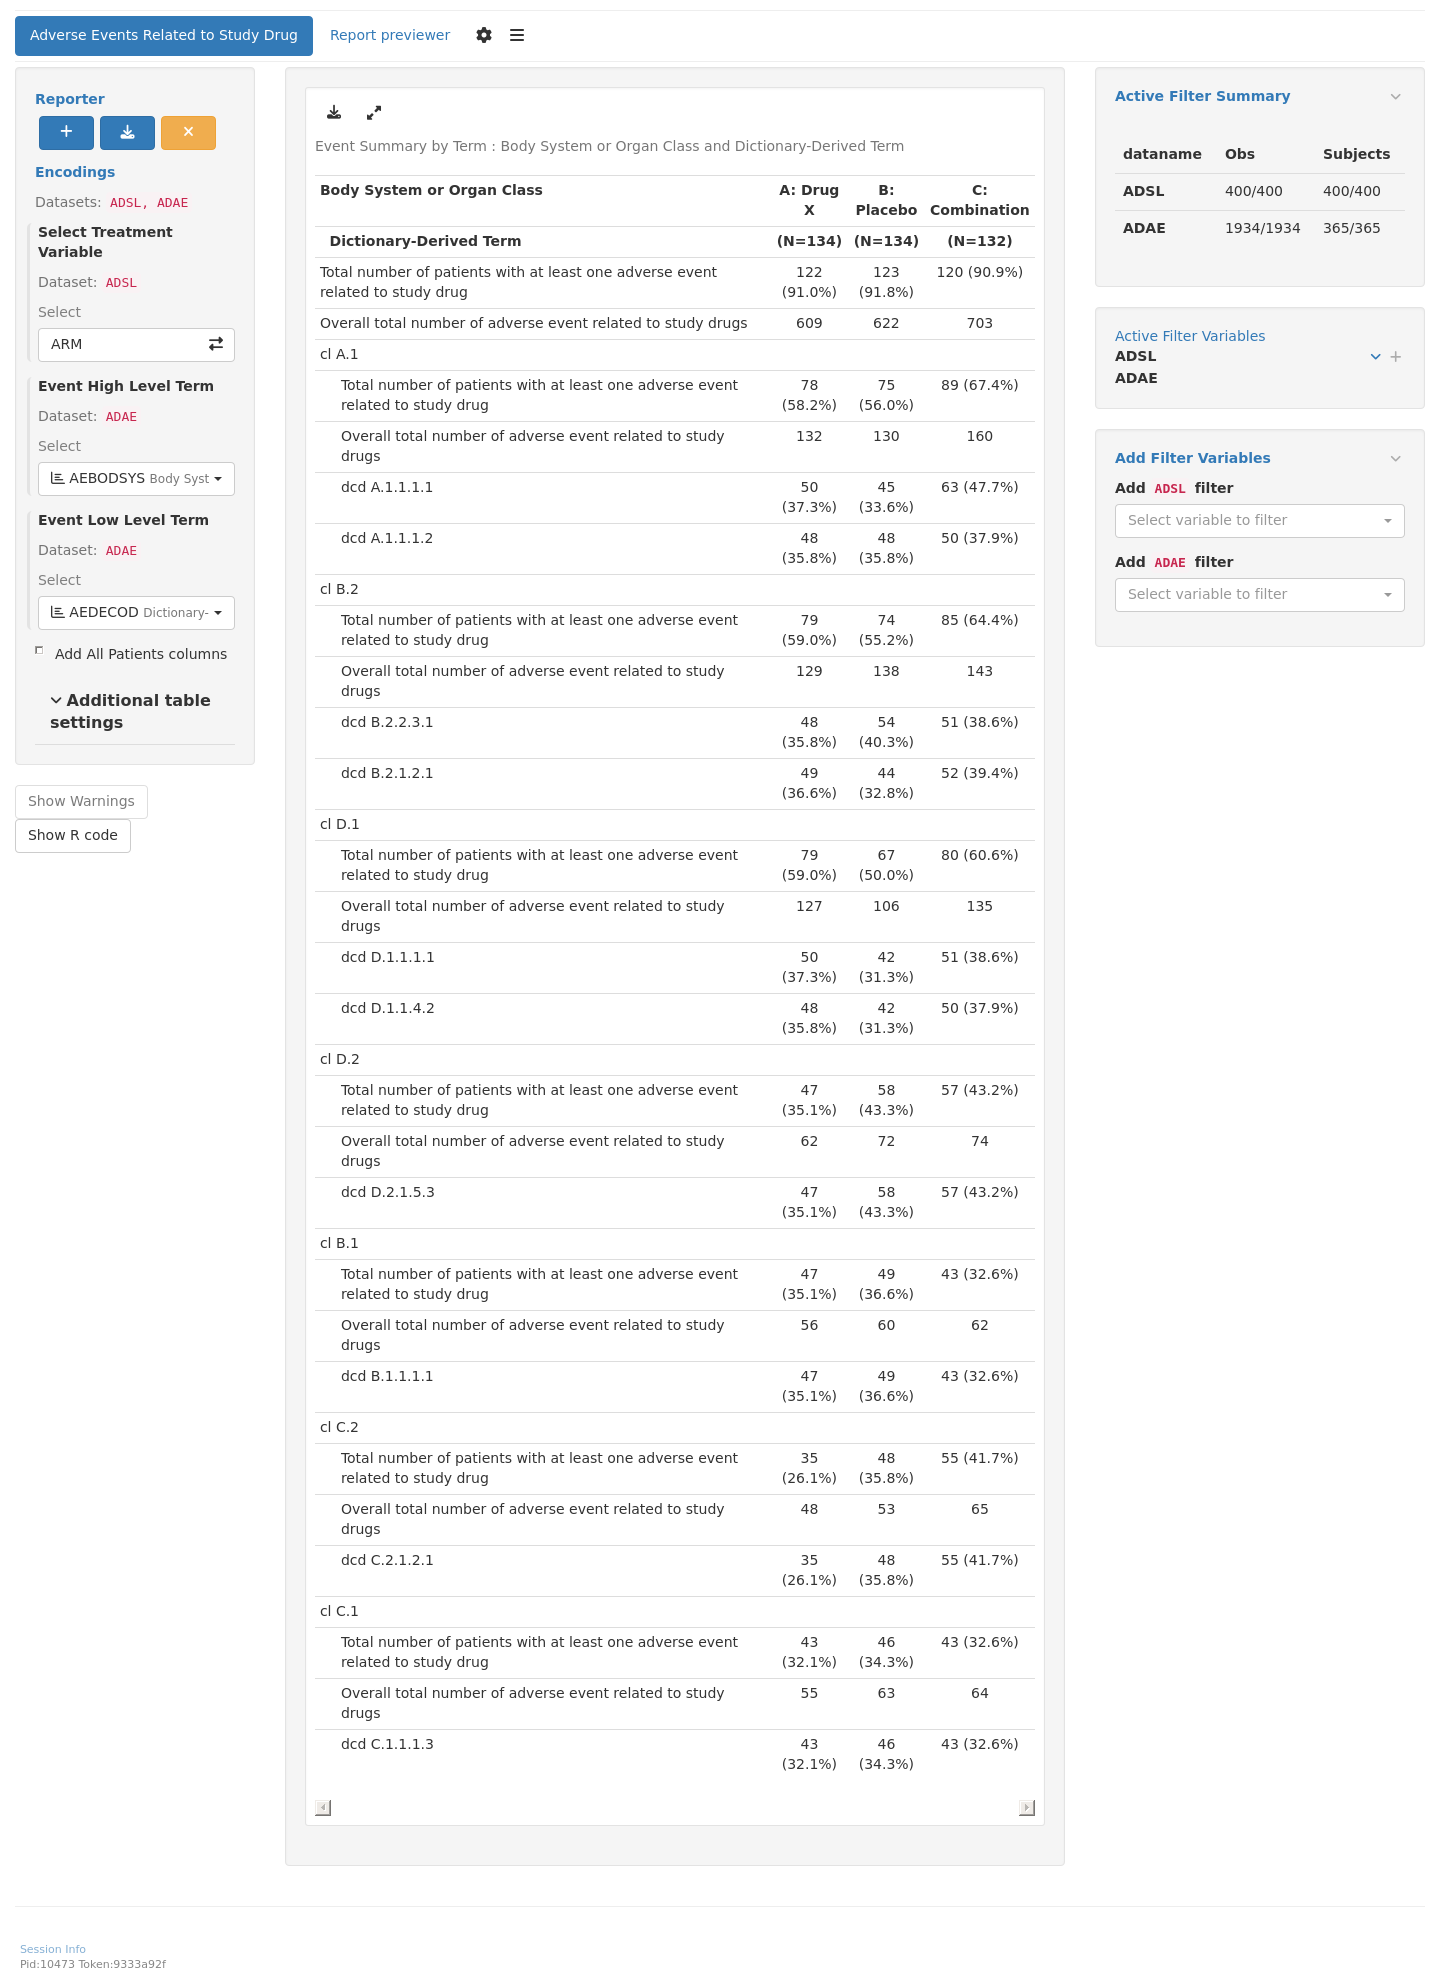 Adverse Events Related to Study Drug
Report previewer
Reporter
Encodings
Datasets: ADSL, ADAE
Select Treatment
Variable
Dataset: ADSL
Select
ARM
Event High Level Term
Dataset: ADAE
Select
AEBODSYS Body Syst
Event Low Level Term
Dataset: ADAE
Select
AEDECOD Dictionary-
Add All Patients columns
Additional table
settings
Show Warnings
Show R code
Event Summary by Term : Body System or Organ Class and Dictionary-Derived Term
Body System or Organ Class A: Drug B: C:
X Placebo Combination
Dictionary-Derived Term (N=134) (N=134) (N=132)
Total number of patients with at least one adverse event 122 123 120 (90.9%)
related to study drug (91.0%) (91.8%)
Overall total number of adverse event related to study drugs 609 622 703
cl A.1
Total number of patients with at least one adverse event 78 75 89 (67.4%)
related to study drug (58.2%) (56.0%)
Overall total number of adverse event related to study 132 130 160
drugs
dcd A.1.1.1.1 50 45 63 (47.7%)
(37.3%) (33.6%)
dcd A.1.1.1.2 48 48 50 (37.9%)
(35.8%) (35.8%)
cl B.2
Total number of patients with at least one adverse event 79 74 85 (64.4%)
related to study drug (59.0%) (55.2%)
Overall total number of adverse event related to study 129 138 143
drugs
dcd B.2.2.3.1 48 54 51 (38.6%)
(35.8%) (40.3%)
dcd B.2.1.2.1 49 44 52 (39.4%)
(36.6%) (32.8%)
cl D.1
Total number of patients with at least one adverse event 79 67 80 (60.6%)
related to study drug (59.0%) (50.0%)
Overall total number of adverse event related to study 127 106 135
drugs
dcd D.1.1.1.1 50 42 51 (38.6%)
(37.3%) (31.3%)
dcd D.1.1.4.2 48 42 50 (37.9%)
(35.8%) (31.3%)
cl D.2
Total number of patients with at least one adverse event 47 58 57 (43.2%)
related to study drug (35.1%) (43.3%)
Overall total number of adverse event related to study 62 72 74
drugs
dcd D.2.1.5.3 47 58 57 (43.2%)
(35.1%) (43.3%)
cl B.1
Total number of patients with at least one adverse event 47 49 43 (32.6%)
related to study drug (35.1%) (36.6%)
Overall total number of adverse event related to study 56 60 62
drugs
dcd B.1.1.1.1 47 49 43 (32.6%)
(35.1%) (36.6%)
cl C.2
Total number of patients with at least one adverse event 35 48 55 (41.7%)
related to study drug (26.1%) (35.8%)
Overall total number of adverse event related to study 48 53 65
drugs
dcd C.2.1.2.1 35 48 55 (41.7%)
(26.1%) (35.8%)
cl C.1
Total number of patients with at least one adverse event 43 46 43 (32.6%)
related to study drug (32.1%) (34.3%)
Overall total number of adverse event related to study 55 63 64
drugs
dcd C.1.1.1.3 43 46 43 (32.6%)
(32.1%) (34.3%)
Active Filter Summary
dataname Obs Subjects
ADSL 400/400 400/400
ADAE 1934/1934 365/365
Active Filter Variables
ADSL
ADAE
Add Filter Variables
Add ADSL filter
Select variable to filter
Add ADAE filter
Select variable to filter
Session Info
Pid:10473 Token:9333a92f